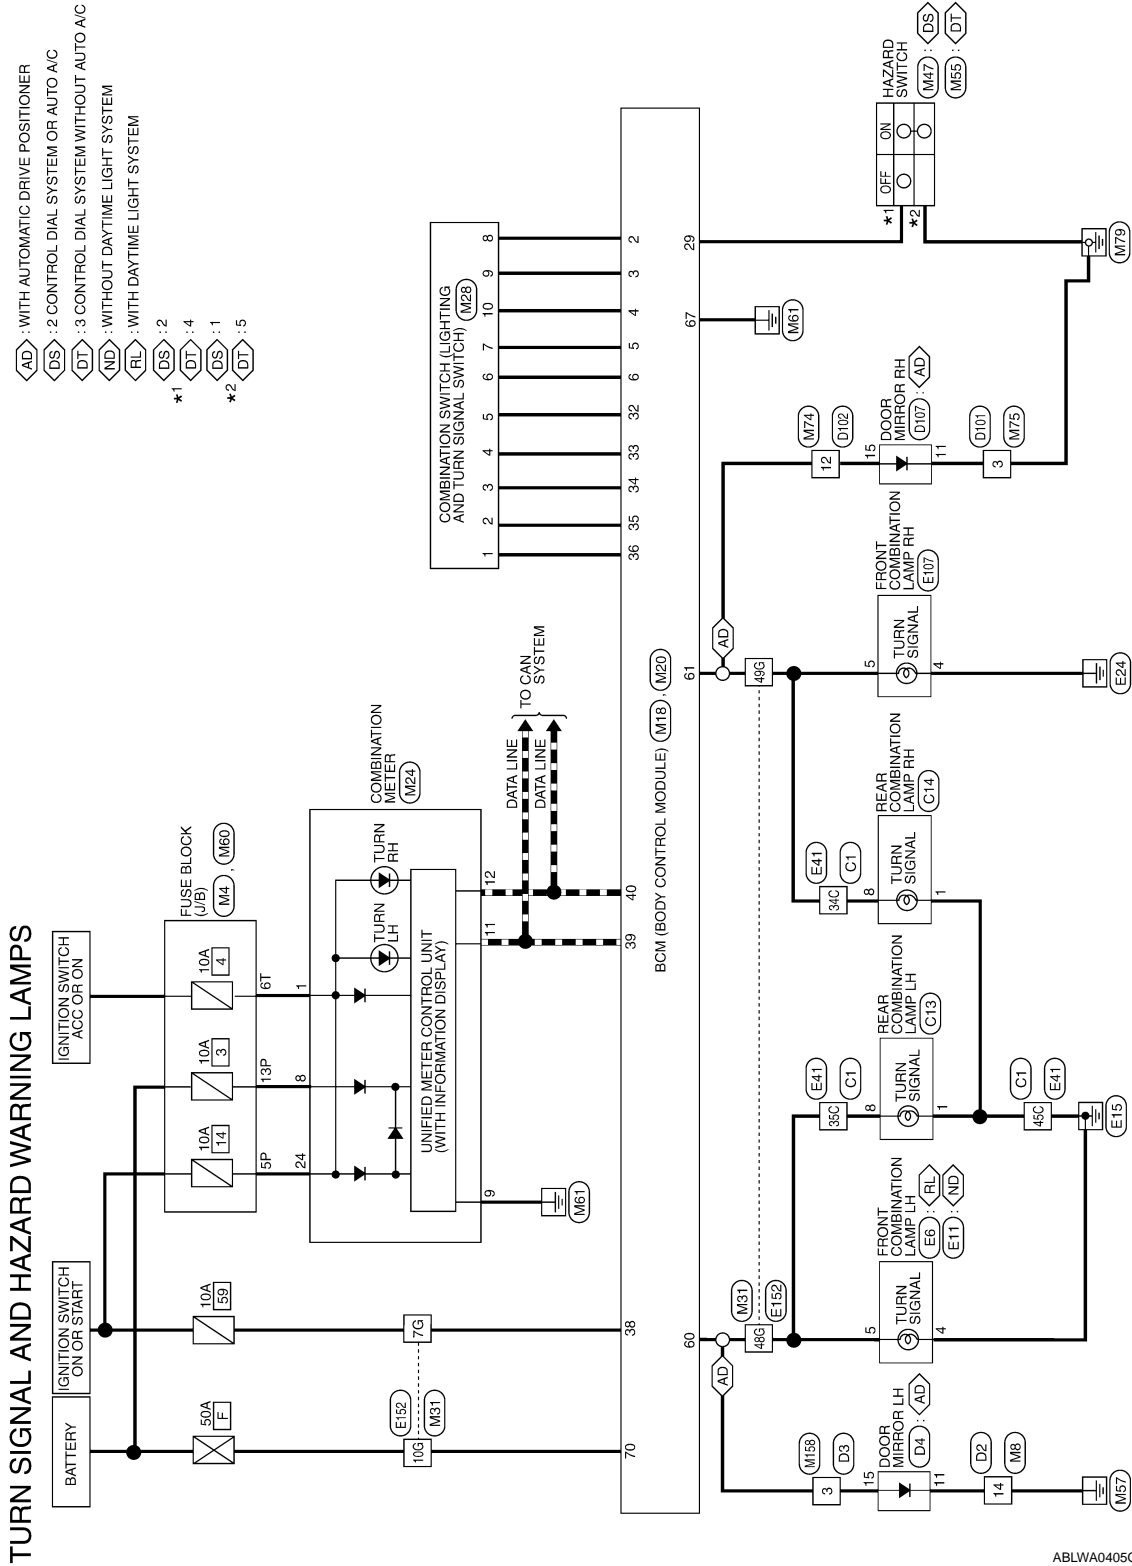 TURN SIGNAL AND HAZARD WARNING LAMPS
BATTERY
IGNITION SWITCH
ON OR START
IGNITION SWITCH
ACC OR ON
AD : WITH AUTOMATIC DRIVE POSITIONER
DS : 2 CONTROL DIAL SYSTEM OR AUTO A/C
DT : 3 CONTROL DIAL SYSTEM WITHOUT AUTO A/C
ND : WITHOUT DAYTIME LIGHT SYSTEM
RL : WITH DAYTIME LIGHT SYSTEM
*1
DS : 2
DT : 4
*2
DS : 1
DT : 5
50A
F
10A
59
10A
14
10A
3
10A
4
FUSE BLOCK
(J/B)
M4 , M60
5P
13P
6T
24
8
1
COMBINATION
METER
M24
TURN
LH
TURN
RH
UNIFIED METER CONTROL UNIT
(WITH INFORMATION DISPLAY)
9
11
12
M61
E152
M31
10G
7G
DATA LINE
DATA LINE
TO CAN
SYSTEM
COMBINATION SWITCH (LIGHTING
AND TURN SIGNAL SWITCH)
M28
1
2
3
4
5
6
7
10
9
8
70
38
39
40
36
35
34
33
32
6
5
4
3
2
BCM (BODY CONTROL MODULE) M18 , M20
60
61
67
29
AD
M31
E152
48G
49G
AD
M61
M158
D3
3
15
DOOR
MIRROR LH
D4 : AD
11
14
D2
M8
M57
5
TURN
SIGNAL
FRONT
COMBINATION
LAMP LH
E6 : RL
E11 : ND
4
E41
C1
35C
8
TURN
SIGNAL
REAR
COMBINATION
LAMP LH
C13
1
C1
E41
45C
E15
E41
C1
34C
8
TURN
SIGNAL
REAR
COMBINATION
LAMP RH
C14
1
5
TURN
SIGNAL
FRONT
COMBINATION
LAMP RH
E107
4
E24
M74
D102
12
15
DOOR
MIRROR RH
D107 : AD
11
3
D101
M75
*1
*2
OFF
ON
HAZARD
SWITCH
M47 : DS
M55 : DT
M79